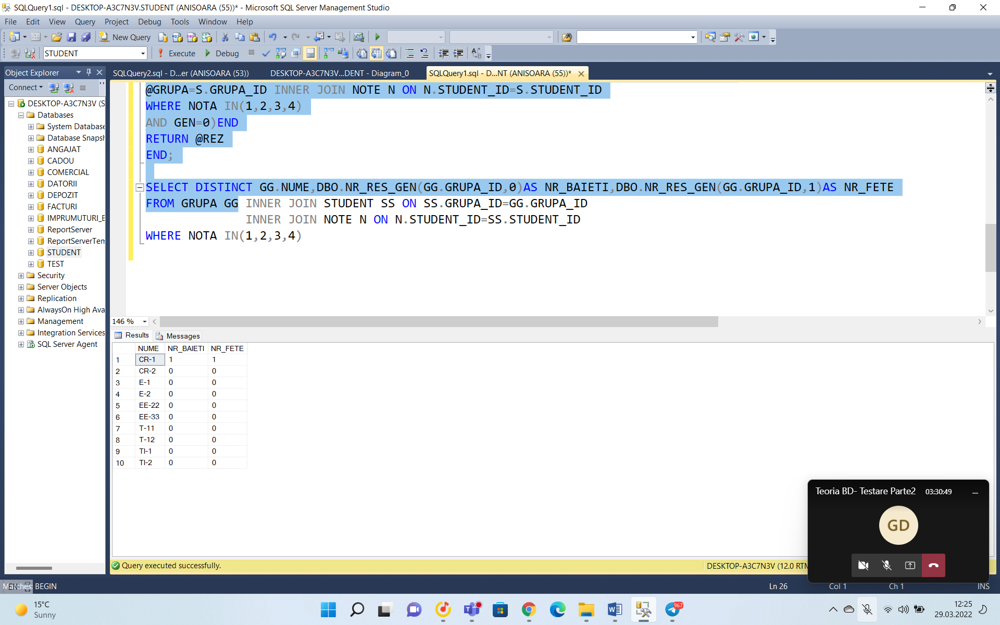 SQLQuery1.sql - DESKTOP-A3C7N3V.STUDENT (ANISOARA (55))* - Microsoft SQL Server Management Studio
File Edit View Query Project Debug Tools Window Help
New Query
STUDENT Execute Debug
Object Explorer
SQLQuery2.sql - D...er (ANISOARA (53)) DESKTOP-A3C7N3V...DENT - Diagram_0 SQLQuery1.sql - D...NT (ANISOARA (55))*
Connect
DESKTOP-A3C7N3V (S
Databases
System Database
Database Snapsh
ANGAJAT
CADOU
COMERCIAL
DATORII
DEPOZIT
FACTURI
IMPRUMUTURI_E
ReportServer
ReportServerTem
STUDENT
TEST
Security
Server Objects
Replication
AlwaysOn High Ava
Management
Integration Services
SQL Server Agent
@GRUPA=S.GRUPA_ID INNER JOIN NOTE N ON N.STUDENT_ID=S.STUDENT_ID
WHERE NOTA IN(1,2,3,4)
AND GEN=0)END
RETURN @REZ
END;
SELECT DISTINCT GG.NUME,DBO.NR_RES_GEN(GG.GRUPA_ID,0)AS NR_BAIETI,DBO.NR_RES_GEN(GG.GRUPA_ID,1)AS NR_FETE
FROM GRUPA GG INNER JOIN STUDENT SS ON SS.GRUPA_ID=GG.GRUPA_ID
INNER JOIN NOTE N ON N.STUDENT_ID=SS.STUDENT_ID
WHERE NOTA IN(1,2,3,4)
146 %
Results Messages
NUME NR_BAIETI NR_FETE
1 CR-1 1 1
2 CR-2 0 0
3 E-1 0 0
4 E-2 0 0
5 EE-22 0 0
6 EE-33 0 0
7 T-11 0 0
8 T-12 0 0
9 TI-1 0 0
10 TI-2 0 0
Teoria BD- Testare Parte2 03:30:49
GD
Query executed successfully.
DESKTOP-A3C7N3V (12.0 RTM
Matches: BEGIN
Ln 26 Col 1 Ch 1 INS
15°C
Sunny
967
12:25
29.03.2022